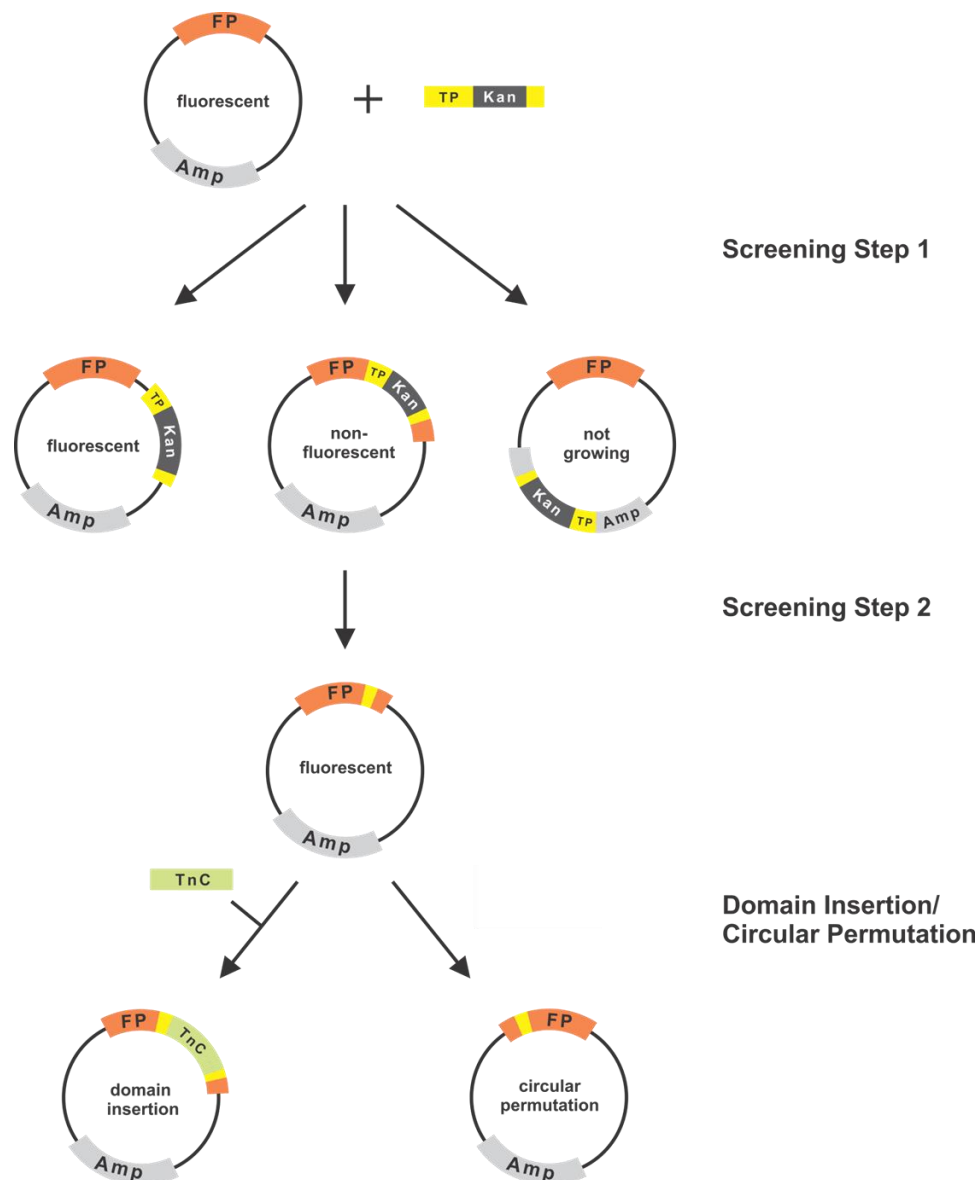 FP
fluorescent
TP Kan
Amp
Screening Step 1
FP
TP
Kan
fluorescent
Amp
FP TP Kan
non-
fluorescent
Amp
FP
not
growing
Kan TP Amp
Screening Step 2
FP
fluorescent
Amp
TnC
Domain Insertion/
Circular Permutation
FP
TnC
domain
insertion
Amp
FP
circular
permutation
Amp